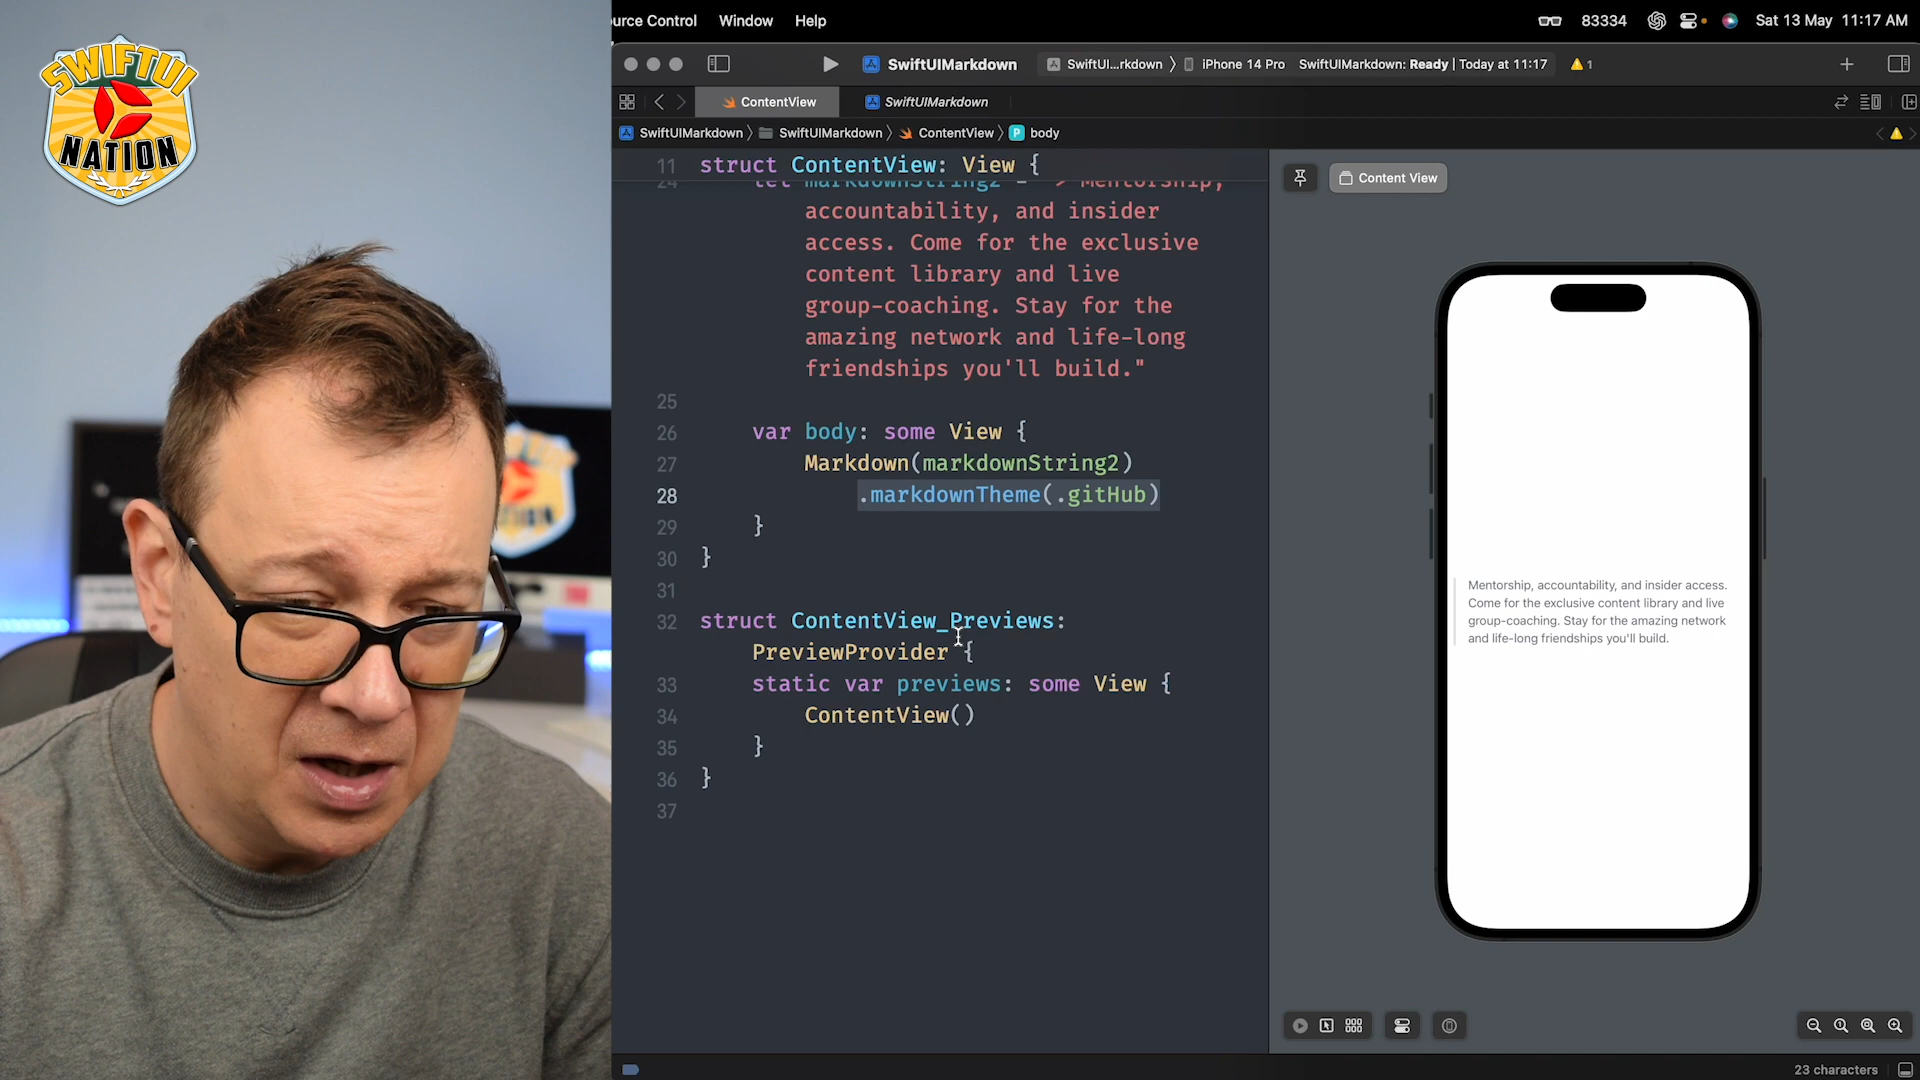 SWIFTUI
NATION
urce Control Window Help
83334 Sat 13 May 11:17 AM
SwiftUIMarkdown SwiftUI...rkdown iPhone 14 Pro SwiftUIMarkdown: Ready | Today at 11:17 1
ContentView SwiftUIMarkdown
SwiftUIMarkdown SwiftUIMarkdown ContentView P body
11 struct ContentView: View {
24 let markdownString2 = "> Mentorship,
accountability, and insider
access. Come for the exclusive
content library and live
group-coaching. Stay for the
amazing network and life-long
friendships you'll build."
25
26 var body: some View {
27 Markdown(markdownString2)
28 .markdownTheme(.gitHub)
29 }
30 }
31
32 struct ContentView_Previews:
PreviewProvider {
33 static var previews: some View {
34 ContentView()
35 }
36 }
37
Content View
Mentorship, accountability, and insider access.
Come for the exclusive content library and live
group-coaching. Stay for the amazing network
and life-long friendships you'll build.
23 characters